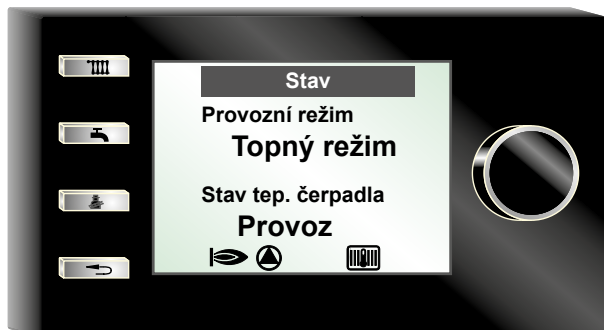 Stav
Provozní režim
Topný režim
Stav tep. čerpadla
Provoz